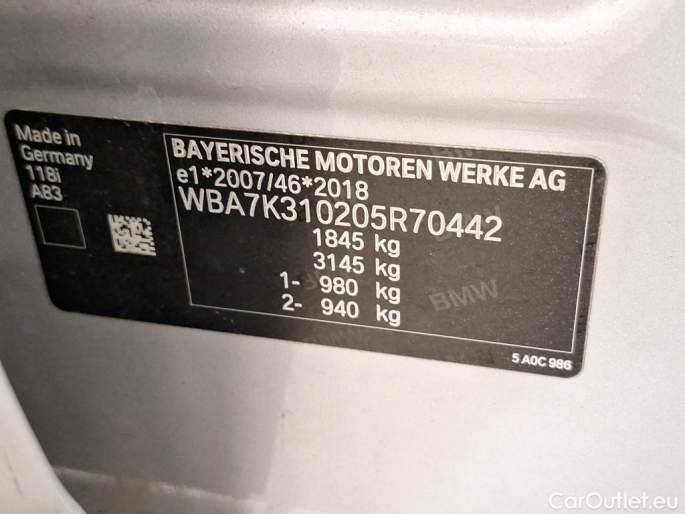 Made in
Germany
118i
A83
BAYERISCHE MOTOREN WERKE AG
e1*2007/46*2018
WBA7K310205R70442
1845 kg
3145 kg
1- 980 kg
2- 940 kg
BMW
5 A0C 986
CarOutlet.eu